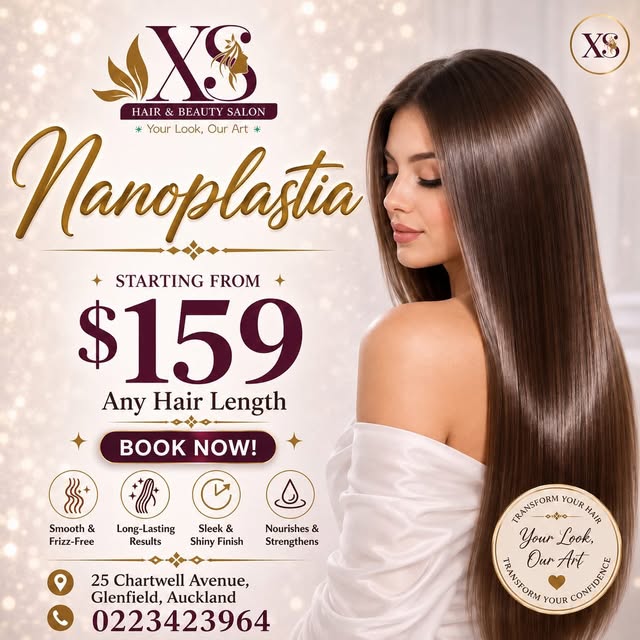 XS
HAIR & BEAUTY SALON
Your Look, Our Art
XS
Nanoplastia
STARTING FROM
$159
Any Hair Length
BOOK NOW!
Smooth &
Frizz-Free
Long-Lasting
Results
Sleek &
Shiny Finish
Nourishes &
Strengthens
25 Chartwell Avenue,
Glenfield, Auckland
0223423964
TRANSFORM YOUR HAIR
Your Look,
Our Art
TRANSFORM YOUR CONFIDENCE